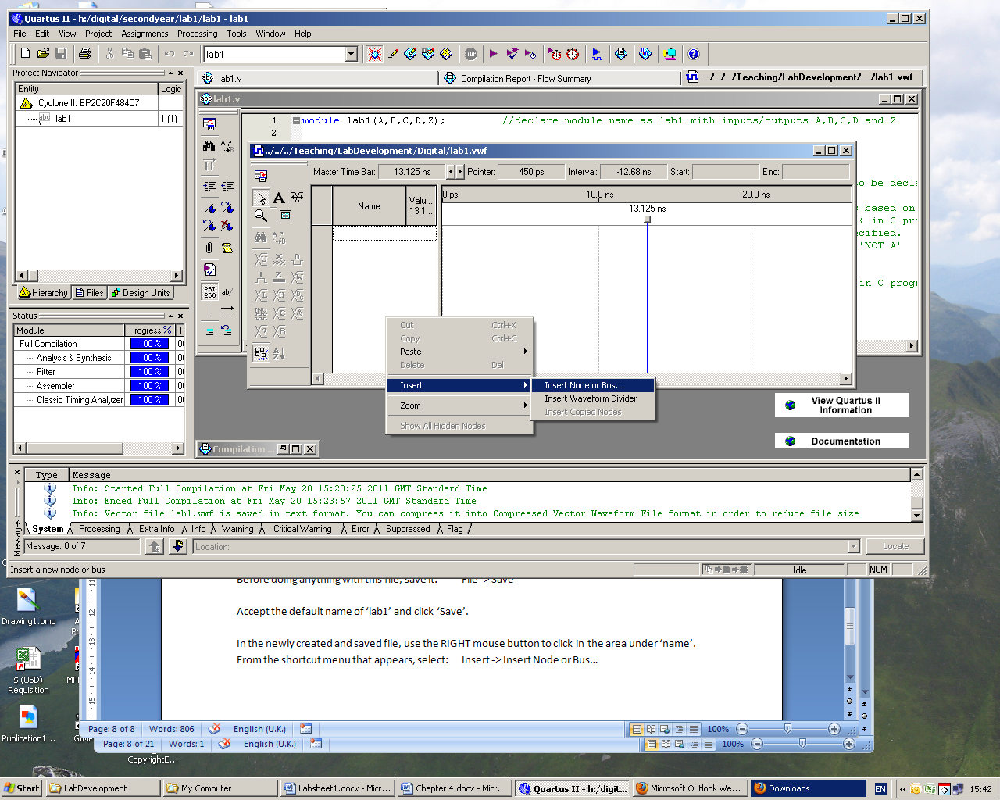 Quartus II - h:/digital/secondyear/lab1/lab1 - lab1
File Edit View Project Assignments Processing Tools Window Help
lab1
Project Navigator
Entity Logic
Cyclone II: EP2C20F484C7
lab1 1 (1)
Hierarchy Files Design Units
Status
Module Progress % T
Full Compilation 100 % 00
Analysis & Synthesis 100 % 00
Fitter 100 % 00
Assembler 100 % 00
Classic Timing Analyzer 100 % 00
lab1.v
Compilation Report - Flow Summary
../../../Teaching/LabDevelopment/.../lab1.vwf
lab1.v
1 module lab1(A,B,C,D,Z); //declare module name as lab1 with inputs/outputs A,B,C,D and Z
2
o be decla
s based on
( in C pro
cified.
'NOT A'
in C progr
267
268
ab/
../../../Teaching/LabDevelopment/Digital/lab1.vwf
Master Time Bar: 13.125 ns Pointer: 450 ps Interval: -12.68 ns Start: End:
Name
Valu...
13.1...
0 ps 10.0 ns 20.0 ns
13.125 ns
Cut Ctrl+X
Copy Ctrl+C
Paste
Delete Del
Insert
Zoom
Show All Hidden Nodes
Insert Node or Bus...
Insert Waveform Divider
Insert Copied Nodes
View Quartus II
Information
Documentation
Compilation ...
Type Message
Info: Started Full Compilation at Fri May 20 15:23:25 2011 GMT Standard Time
Info: Ended Full Compilation at Fri May 20 15:23:57 2011 GMT Standard Time
Info: Vector file lab1.vwf is saved in text format. You can compress it into Compressed Vector Waveform File format in order to reduce file size
System Processing Extra Info Info Warning Critical Warning Error Suppressed Flag
Messages
Message: 0 of 7 Location: Locate
Insert a new node or bus Idle NUM
Before doing anything with this file, save it. File -> Save
Accept the default name of ‘lab1’ and click ‘Save’.
In the newly created and saved file, use the RIGHT mouse button to click in the area under ‘name’.
From the shortcut menu that appears, select: Insert -> Insert Node or Bus...
11
12
13
14
15
Page: 8 of 8 Words: 806 English (U.K.) 100%
Page: 8 of 21 Words: 1 English (U.K.) 100%
Drawing1.bmp
$ (USD)
Requisition
Publication1...
CopyrightE...
Start LabDevelopment My Computer Labsheet1.docx - Micr... Chapter 4.docx - Micr... Quartus II - h:/digit... Microsoft Outlook We... Downloads EN 15:42